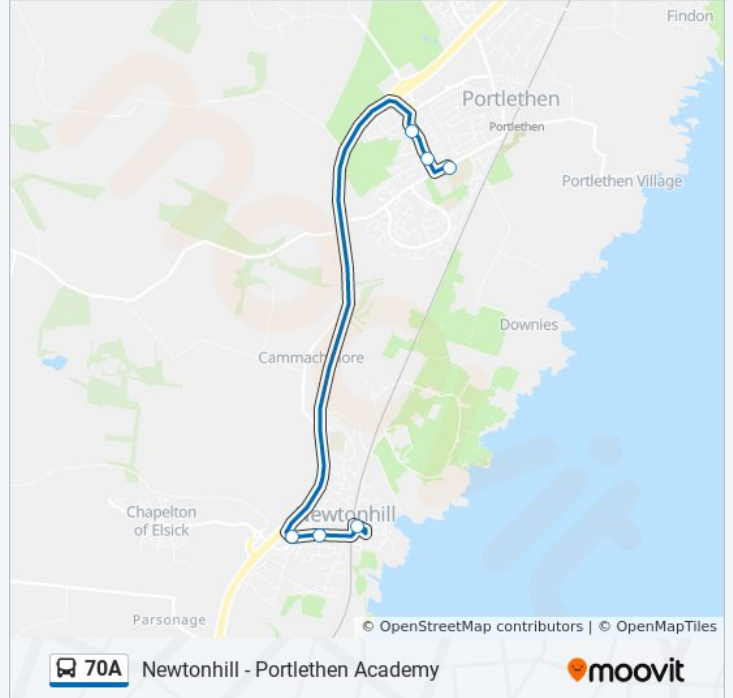 Findon
Portlethen
Portlethen
Portlethen Village
Downies
Cammachmore
Chapelton
of Elsick
Newtonhill
Parsonage
© OpenStreetMap contributors | © OpenMapTiles
70A Newtonhill - Portlethen Academy moovit